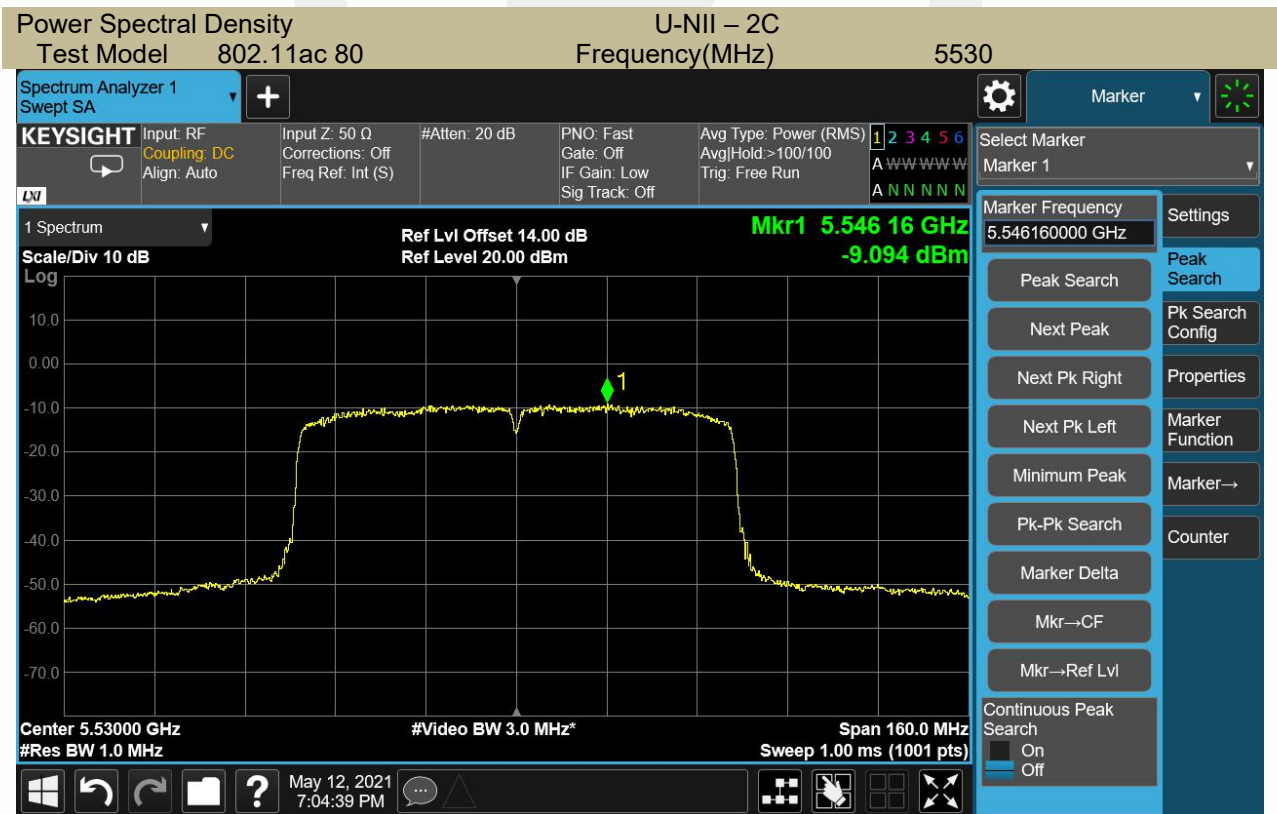 Power Spectral Density U-NII – 2C
Test Model 802.11ac 80 Frequency(MHz) 5530
Spectrum Analyzer 1
Swept SA
+
Marker
KEYSIGHT
LXI
Input: RF
Coupling: DC
Align: Auto
Input Z: 50 Ω
Corrections: Off
Freq Ref: Int (S)
#Atten: 20 dB
PNO: Fast
Gate: Off
IF Gain: Low
Sig Track: Off
Avg Type: Power (RMS)
Avg|Hold:>100/100
Trig: Free Run
1 2 3 4 5 6
A W W W W W
A N N N N N
Select Marker
Marker 1
1 Spectrum
Scale/Div 10 dB
Log
Ref Lvl Offset 14.00 dB
Ref Level 20.00 dBm
Mkr1 5.546 16 GHz
-9.094 dBm
10.0
0.00
-10.0
-20.0
-30.0
-40.0
-50.0
-60.0
-70.0
1
Center 5.53000 GHz
#Res BW 1.0 MHz
#Video BW 3.0 MHz*
Span 160.0 MHz
Sweep 1.00 ms (1001 pts)
Marker Frequency
5.546160000 GHz
Peak Search
Next Peak
Next Pk Right
Next Pk Left
Minimum Peak
Pk-Pk Search
Marker Delta
Mkr→CF
Mkr→Ref Lvl
Continuous Peak
Search
On
Off
Settings
Peak
Search
Pk Search
Config
Properties
Marker
Function
Marker→
Counter
?
May 12, 2021
7:04:39 PM